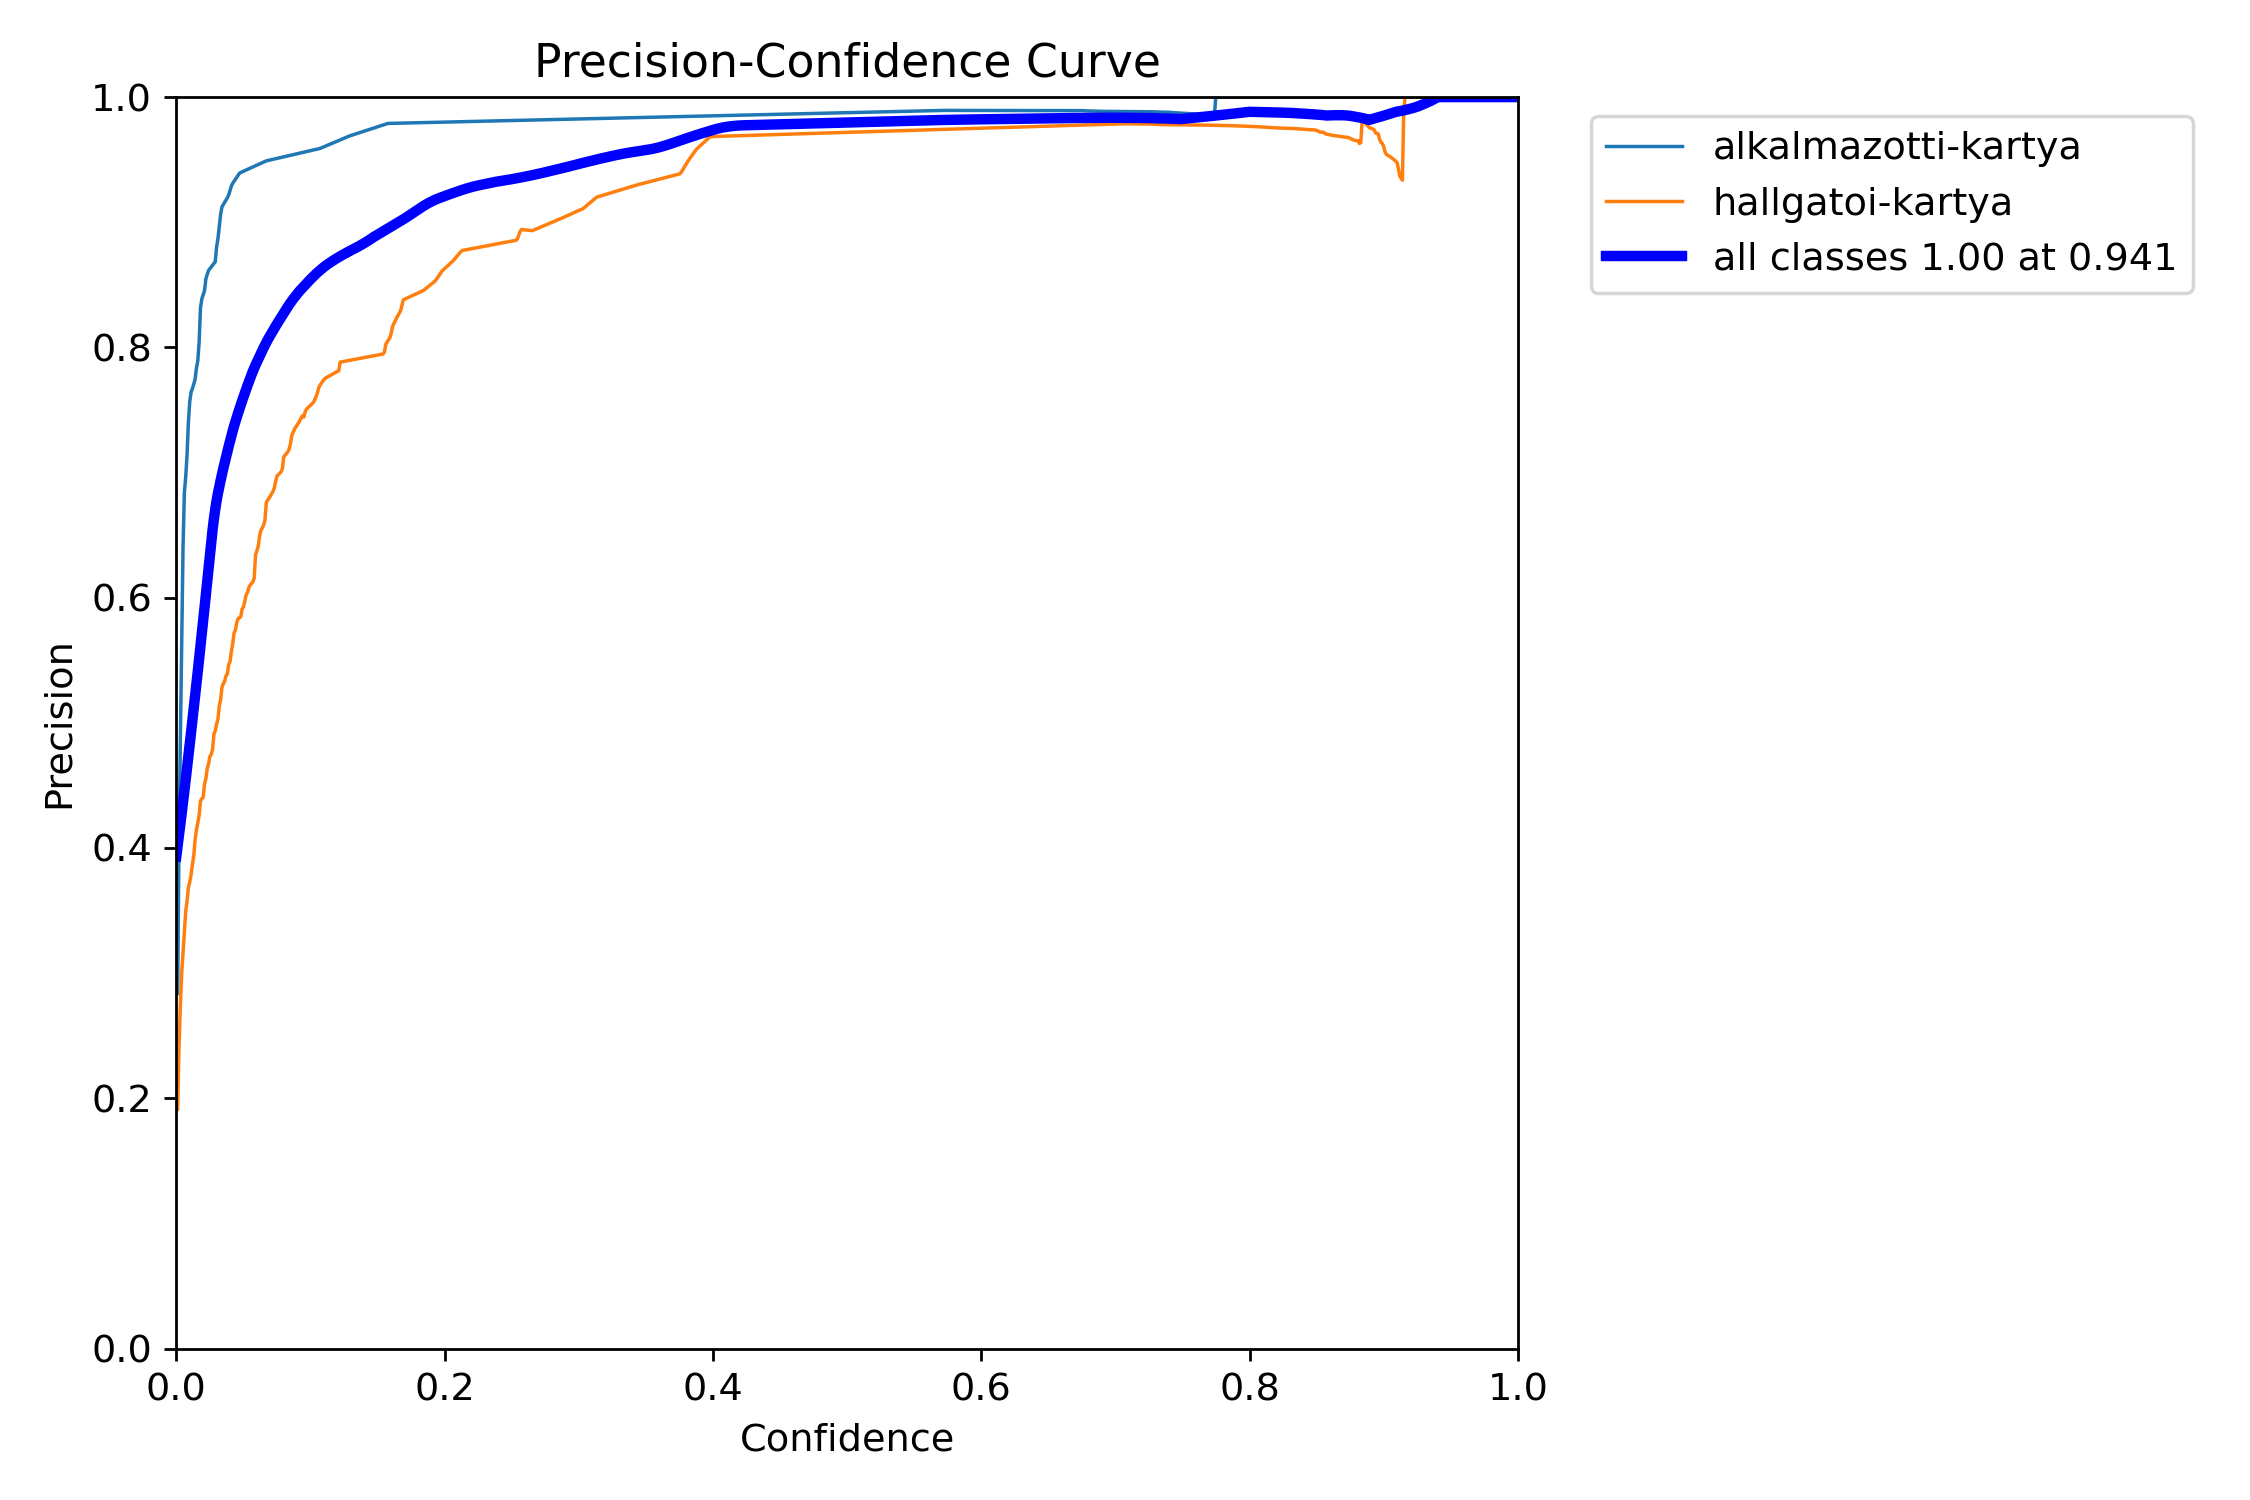 Precision-Confidence Curve
1.0
0.8
0.6
0.4
0.2
0.0
Precision
0.0 0.2 0.4 0.6 0.8 1.0
Confidence
alkalmazotti-kartya
hallgatoi-kartya
all classes 1.00 at 0.941